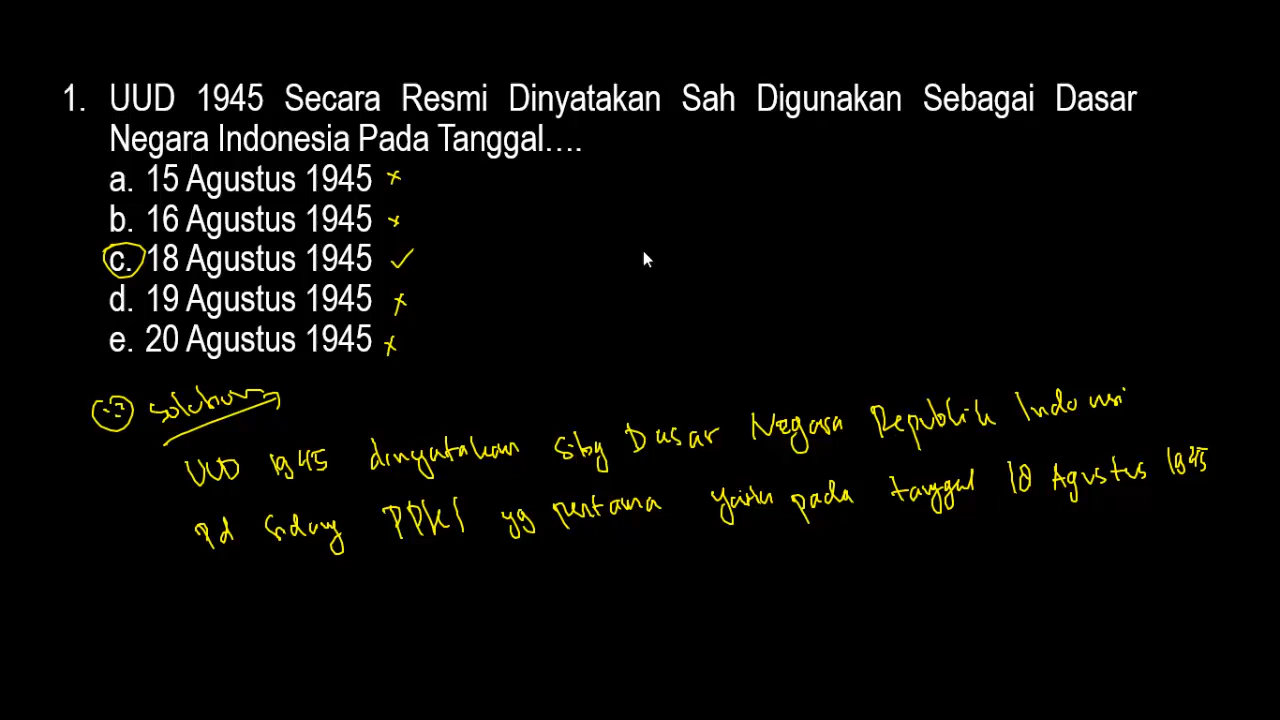 1. UUD 1945 Secara Resmi Dinyatakan Sah Digunakan Sebagai Dasar
Negara Indonesia Pada Tanggal....
a. 15 Agustus 1945 x
b. 16 Agustus 1945 x
c. 18 Agustus 1945 ✓
d. 19 Agustus 1945 x
e. 20 Agustus 1945 x
Solution
UUD 1945 dinyatakan sbg Dasar Negara Republik
Pd Sidang PPKI yg pertama pada tanggal 18 Agustus 1945